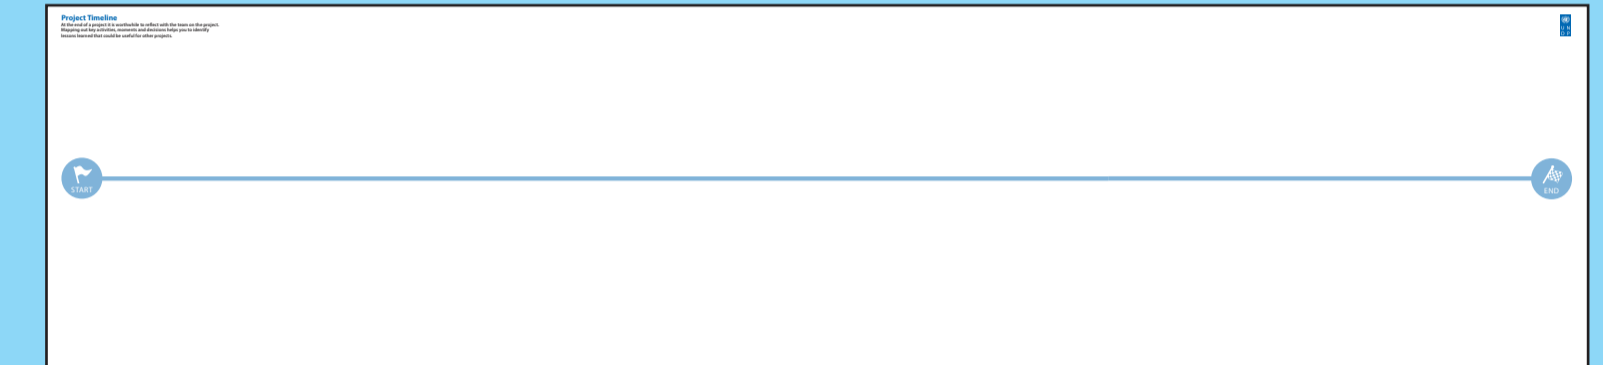 Project Timeline
At the end of a project it is worthwhile to reflect with the team on the project.
Mapping out key activities, moments and decisions helps you to identify
lessons learned that could be useful for other projects.
U N
D P
START
END